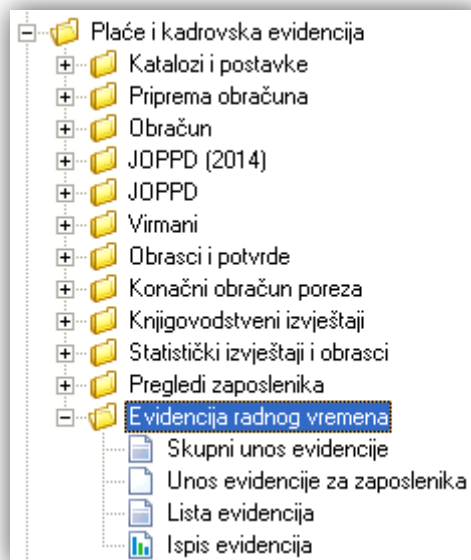 Plaće i kadrovska evidencija
Katalozi i postavke
Priprema obračuna
Obračun
JOPPD (2014)
JOPPD
Virmani
Obrasci i potvrde
Konačni obračun poreza
Knjigovodstveni izvještaji
Statistički izvještaji i obrasci
Pregledi zaposlenika
Evidencija radnog vremena
Skupni unos evidencije
Unos evidencije za zaposlenika
Lista evidencija
Ispis evidencija